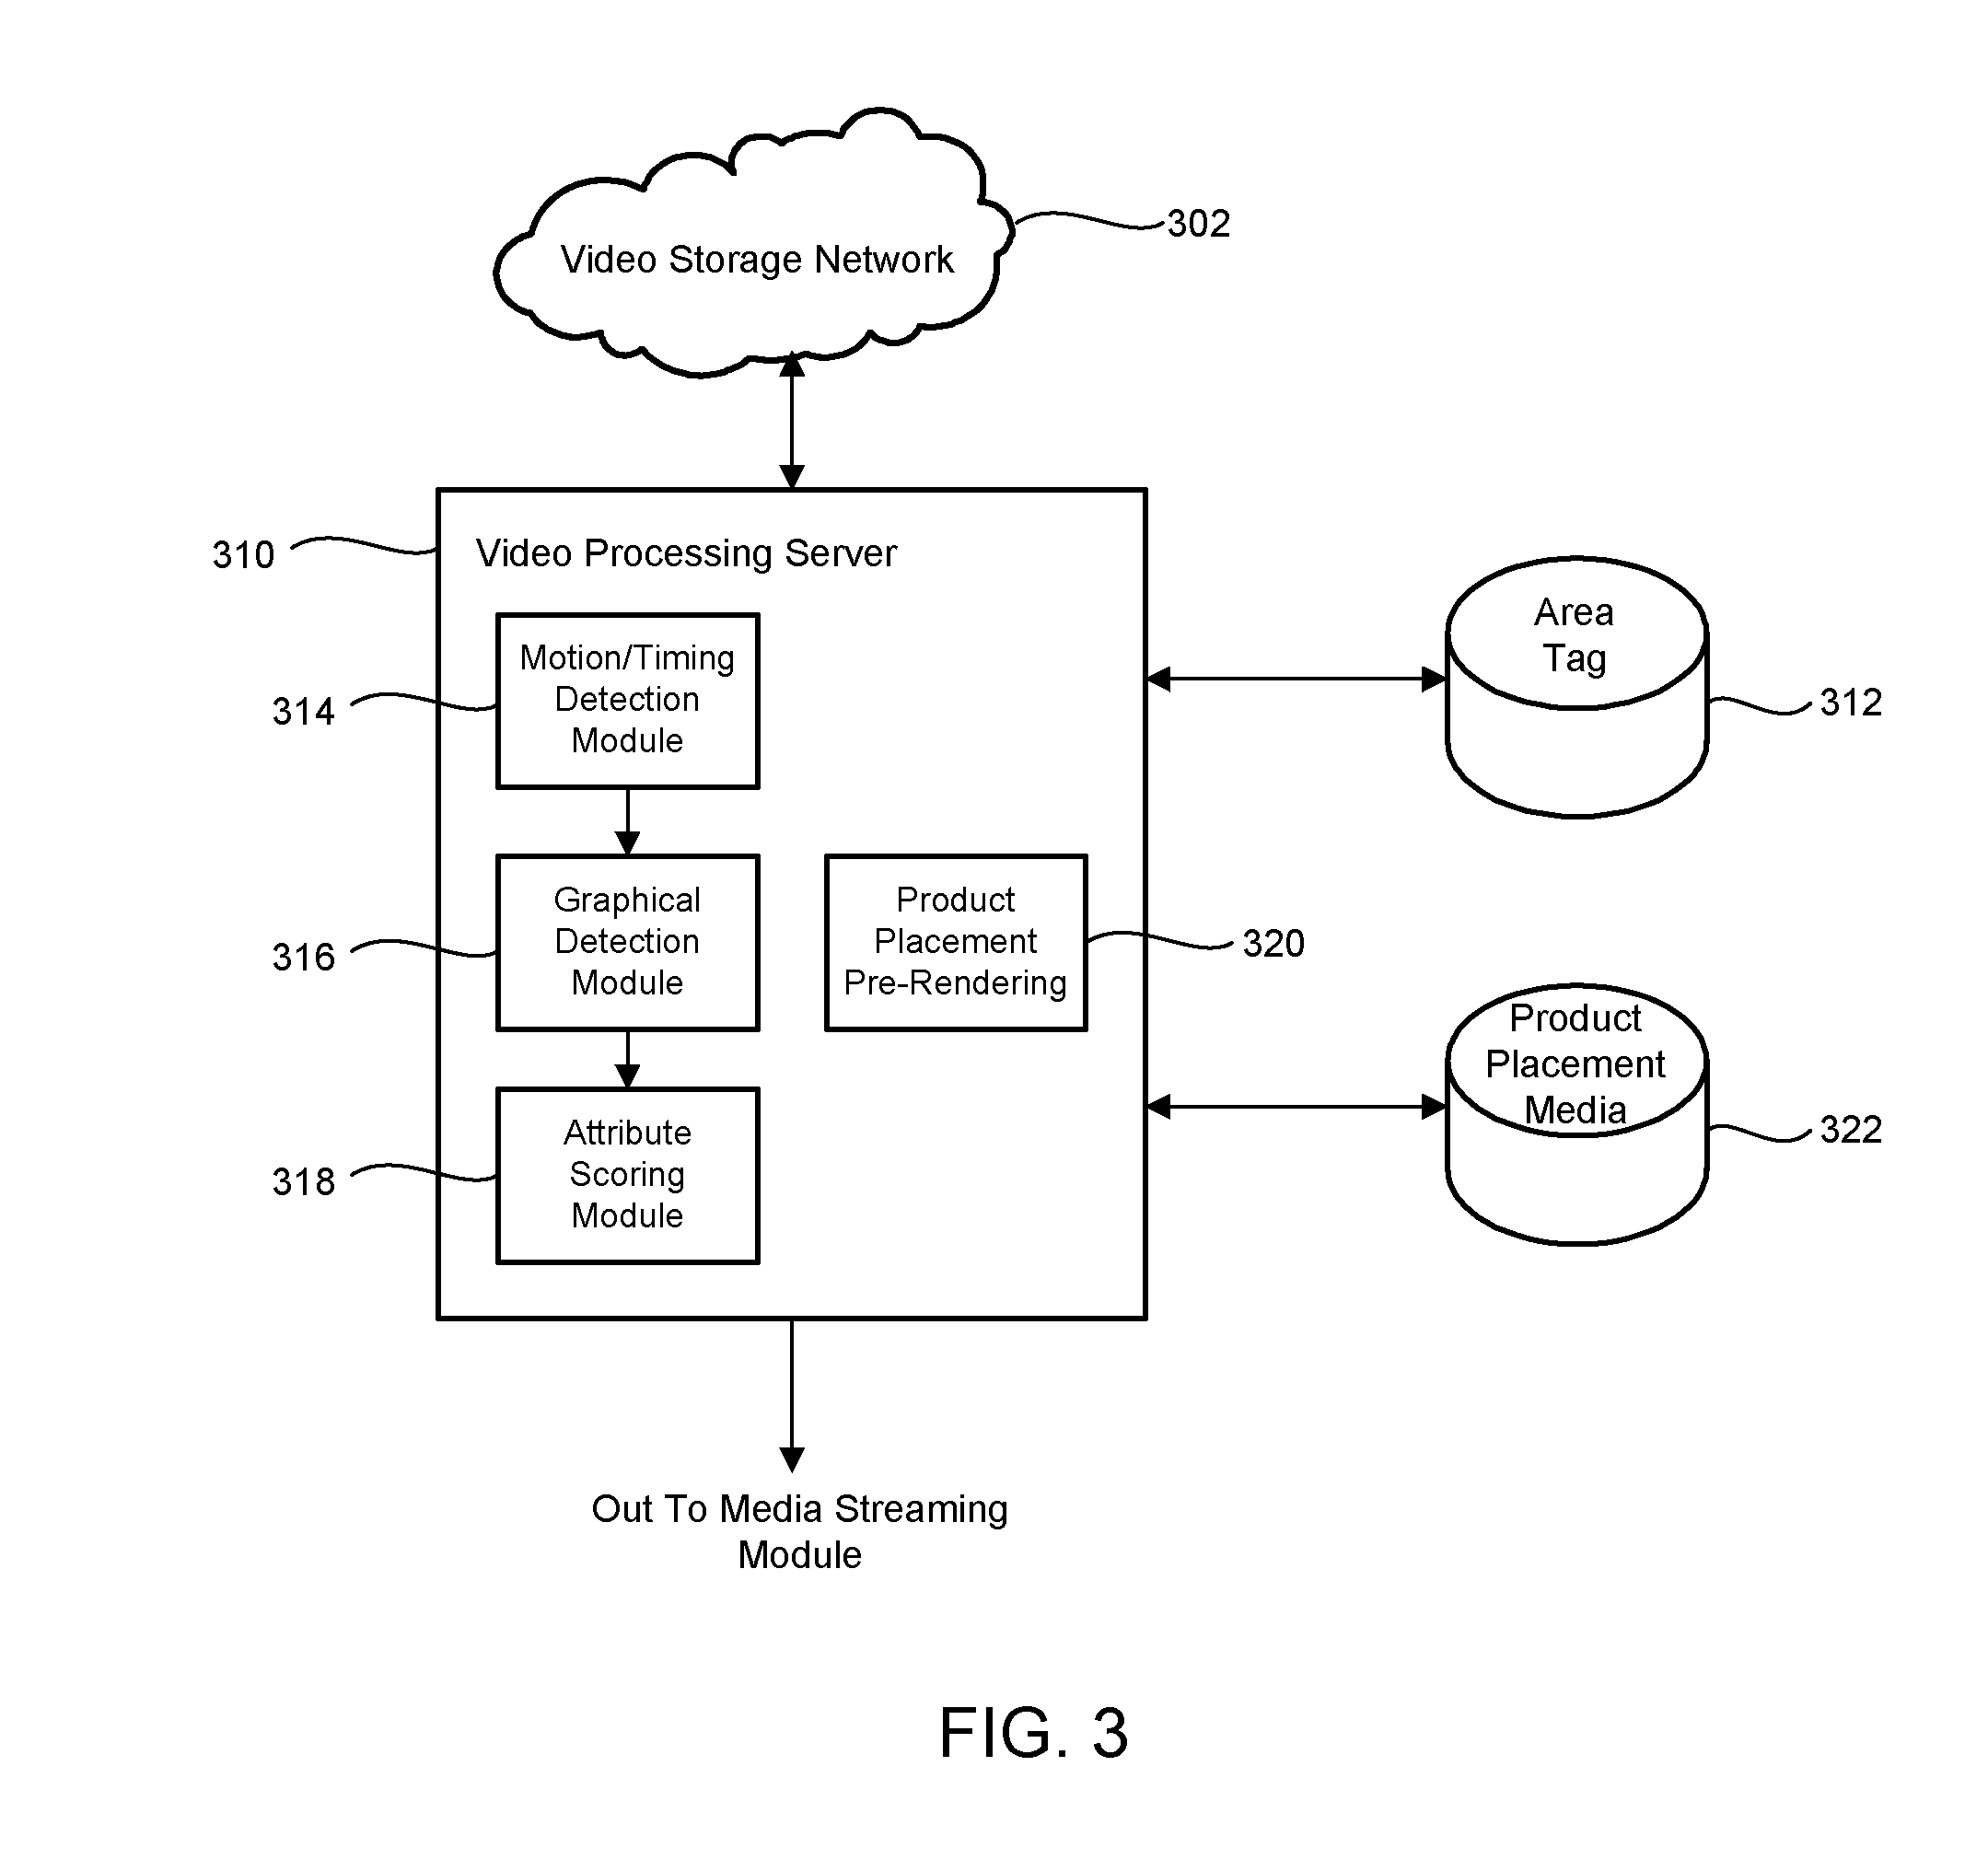 Video Storage Network
302
310
Video Processing Server
Motion/Timing
Detection
Module
314
Area
Tag
312
Graphical
Detection
Module
316
Product
Placement
Pre-Rendering
320
Product
Placement
Media
322
Attribute
Scoring
Module
318
Out To Media Streaming
Module
FIG. 3